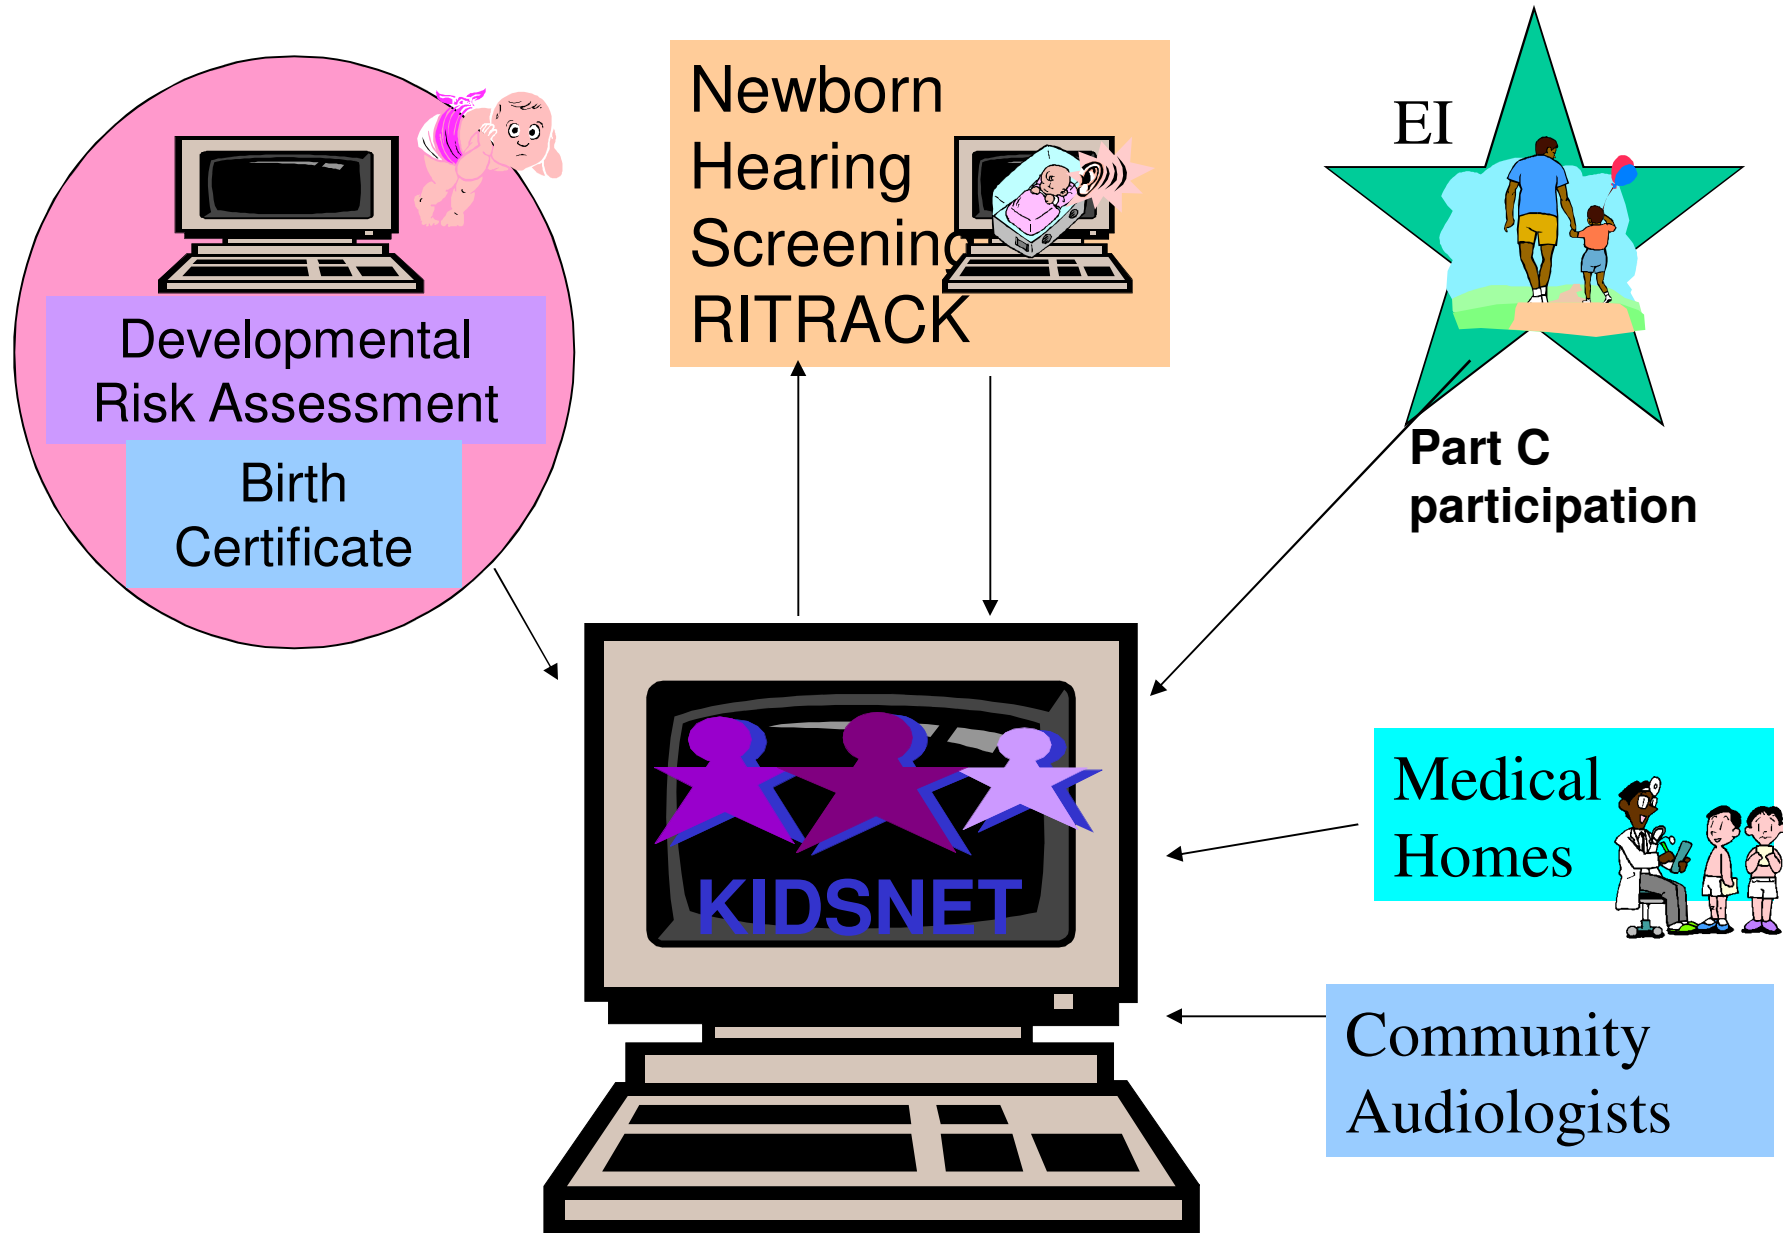 Developmental
Risk Assessment
Birth
Certificate
Newborn
Hearing
Screening
RITRACK
EI
Part C
participation
KIDSNET
Medical
Homes
Community
Audiologists